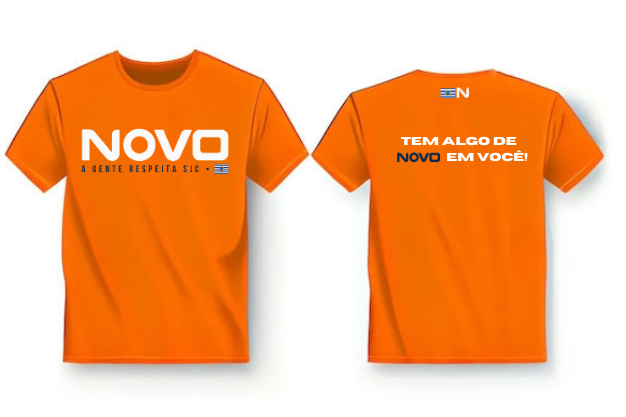 NOVO
A GENTE RESPEITA SJC •
N
TEM ALGO DE
NOVO EM VOCÊ!